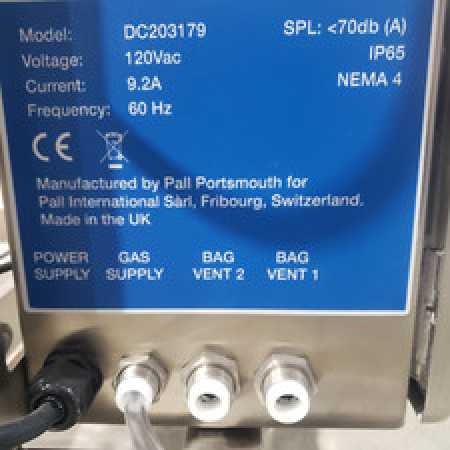 Model: DC203179 SPL: <70db (A)
Voltage: 120Vac IP65
Current: 9.2A NEMA 4
Frequency: 60 Hz
CE
Manufactured by Pall Portsmouth for
Pall International Sàrl, Fribourg, Switzerland.
Made in the UK
POWER GAS BAG BAG
SUPPLY SUPPLY VENT 2 VENT 1